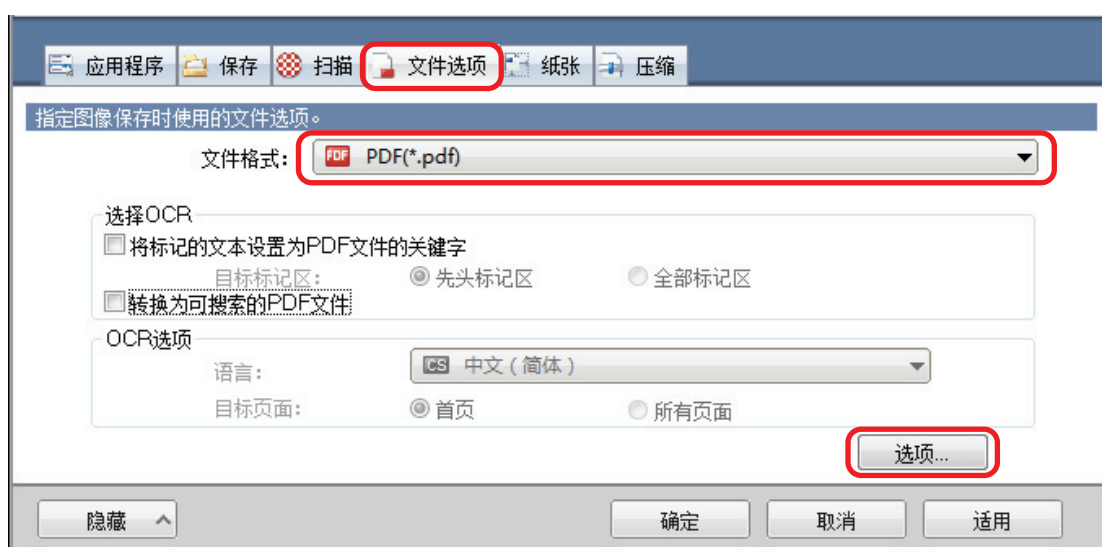 应用程序 保存 扫描 文件选项 纸张 压缩
指定图像保存时使用的文件选项。
文件格式: PDF PDF(*.pdf)
选择OCR
将标记的文本设置为PDF文件的关键字
目标标记区: 先头标记区 全部标记区
转换为可搜索的PDF文件
OCR选项
语言: CS 中文(简体)
目标页面: 首页 所有页面
选项...
隐藏 确定 取消 适用